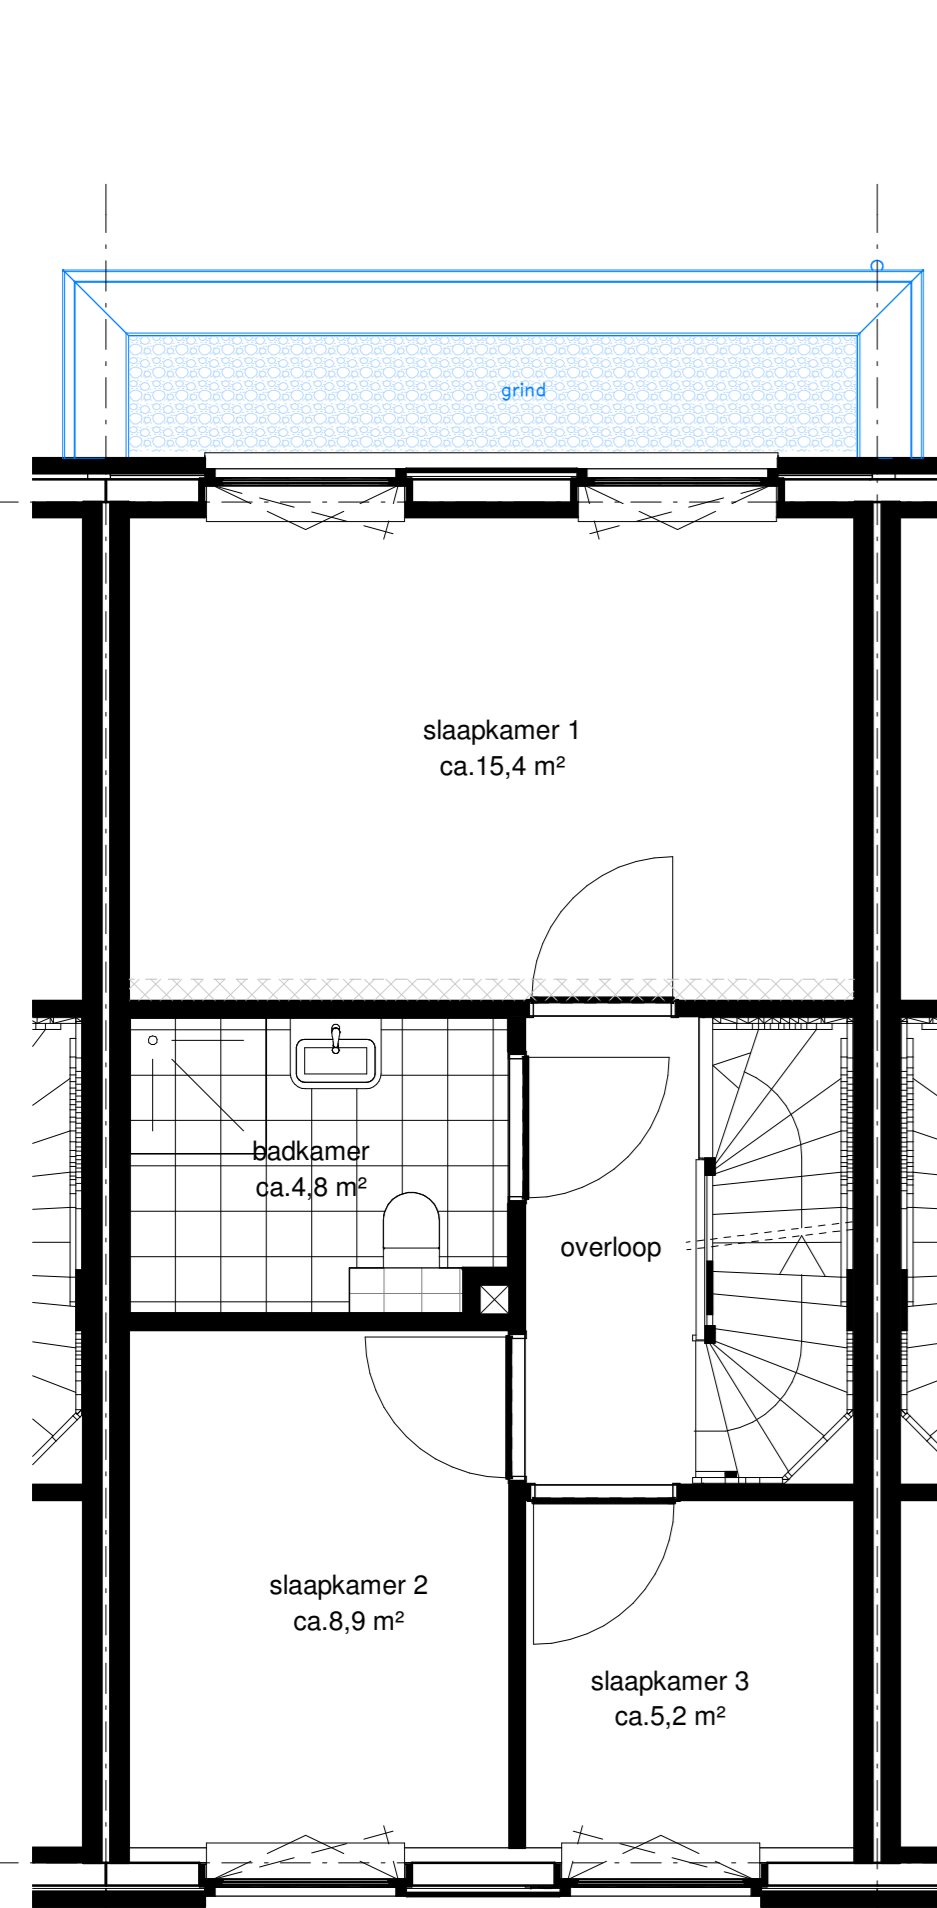 grind
slaapkamer 1
ca.15,4 m²
badkamer
ca.4,8 m²
overloop
slaapkamer 2
ca.8,9 m²
slaapkamer 3
ca.5,2 m²